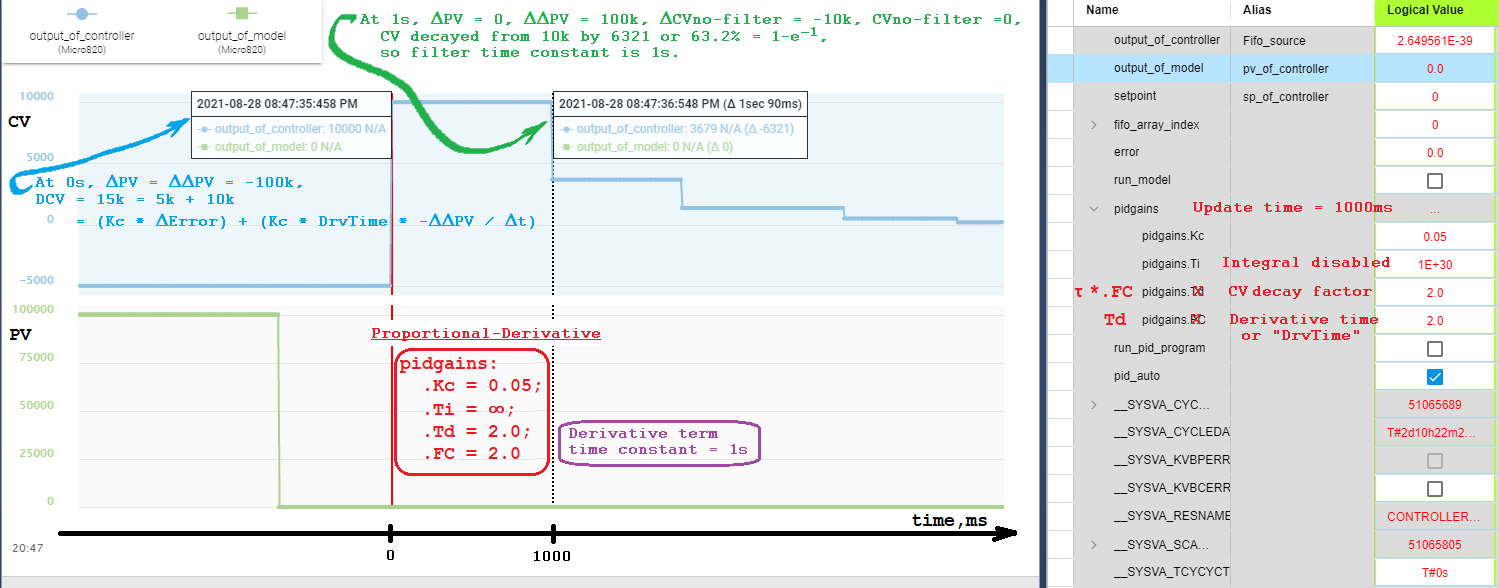 output_of_controller
(Micro820)
output_of_model
(Micro820)
At 1s, ΔPV = 0, ΔΔPV = 100k, ΔCVno-filter = -10k, CVno-filter =0,
CV decayed from 10k by 6321 or 63.2% = 1-e⁻¹,
so filter time constant is 1s.
10000
CV
5000
0
−5000
2021-08-28 08:47:35:458 PM
output_of_controller: 10000 N/A
output_of_model: 0 N/A
2021-08-28 08:47:36:548 PM (Δ 1sec 90ms)
output_of_controller: 3679 N/A (Δ -6321)
output_of_model: 0 N/A (Δ 0)
At 0s, ΔPV = ΔΔPV = -100k,
DCV = 15k = 5k + 10k
= (Kc * ΔError) + (Kc * DrvTime * -ΔΔPV / Δt)
100000
PV
75000
50000
25000
0
Proportional-Derivative
pidgains:
.Kc = 0.05;
.Ti = ∞;
.Td = 2.0;
.FC = 2.0
Derivative term
time constant = 1s
time,ms
20:47
0
1000
Name Alias Logical Value
output_of_controller Fifo_source 2.649561E-39
output_of_model pv_of_controller 0.0
setpoint sp_of_controller 0
fifo_array_index 0
error 0.0
run_model
pidgains Update time = 1000ms ...
pidgains.Kc 0.05
pidgains.Ti Integral disabled 1E+30
τ *.FC pidgains.Td X CV decay factor 2.0
Td pidgains.FC X Derivative time 2.0
or "DrvTime"
run_pid_program
pid_auto
__SYSVA_CYC... 51065689
__SYSVA_CYCLEDA T#2d10h22m2...
__SYSVA_KVBPERR
__SYSVA_KVBCERR
__SYSVA_RESNAME CONTROLLER...
__SYSVA_SCA... 51065805
__SYSVA_TCYCYCT T#0s